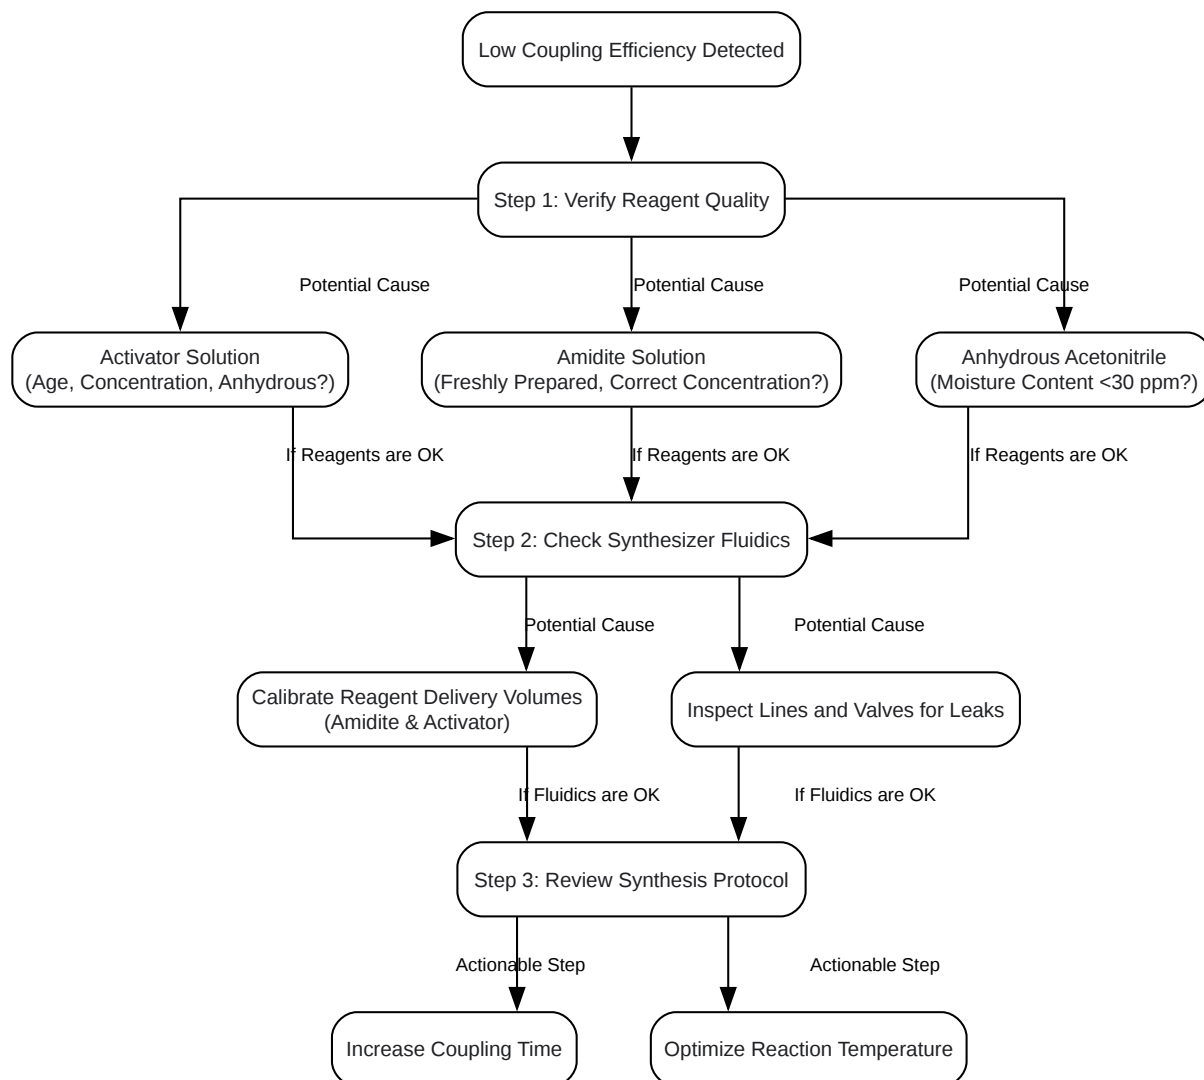 Low Coupling Efficiency Detected
Step 1: Verify Reagent Quality
Potential Cause
Potential Cause
Potential Cause
Activator Solution
(Age, Concentration, Anhydrous?)
Amidite Solution
(Freshly Prepared, Correct Concentration?)
Anhydrous Acetonitrile
(Moisture Content <30 ppm?)
If Reagents are OK
If Reagents are OK
If Reagents are OK
Step 2: Check Synthesizer Fluidics
Potential Cause
Potential Cause
Calibrate Reagent Delivery Volumes
(Amidite & Activator)
Inspect Lines and Valves for Leaks
If Fluidics are OK
If Fluidics are OK
Step 3: Review Synthesis Protocol
Actionable Step
Actionable Step
Increase Coupling Time
Optimize Reaction Temperature